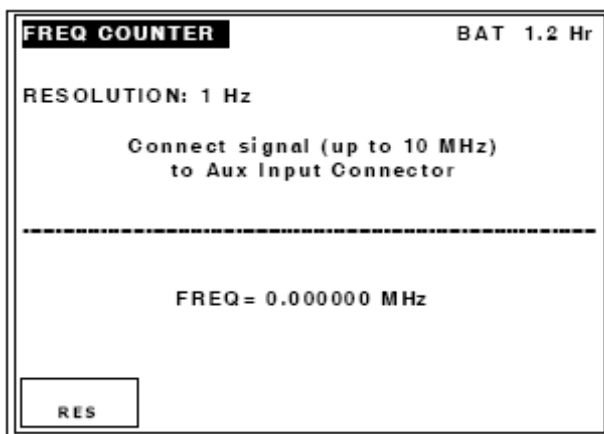 FREQ COUNTER BAT 1.2 Hr
RESOLUTION: 1 Hz
Connect signal (up to 10 MHz)
to Aux Input Connector
FREQ= 0.000000 MHz
RES